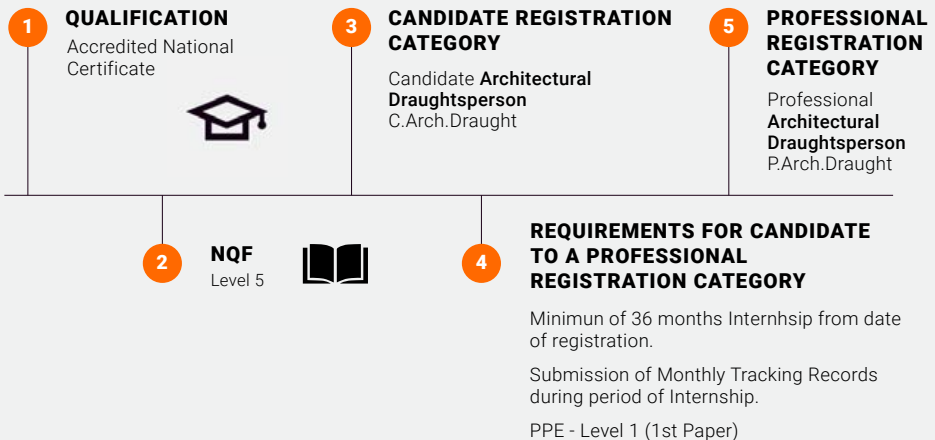 1
QUALIFICATION
Accredited National
Certificate
2
NQF
Level 5
3
CANDIDATE REGISTRATION
CATEGORY
Candidate Architectural
Draughtsperson
C.Arch.Draught
4
REQUIREMENTS FOR CANDIDATE
TO A PROFESSIONAL
REGISTRATION CATEGORY
Minimun of 36 months Internhsip from date
of registration.
Submission of Monthly Tracking Records
during period of Internship.
PPE - Level 1 (1st Paper)
5
PROFESSIONAL
REGISTRATION
CATEGORY
Professional
Architectural
Draughtsperson
P.Arch.Draught